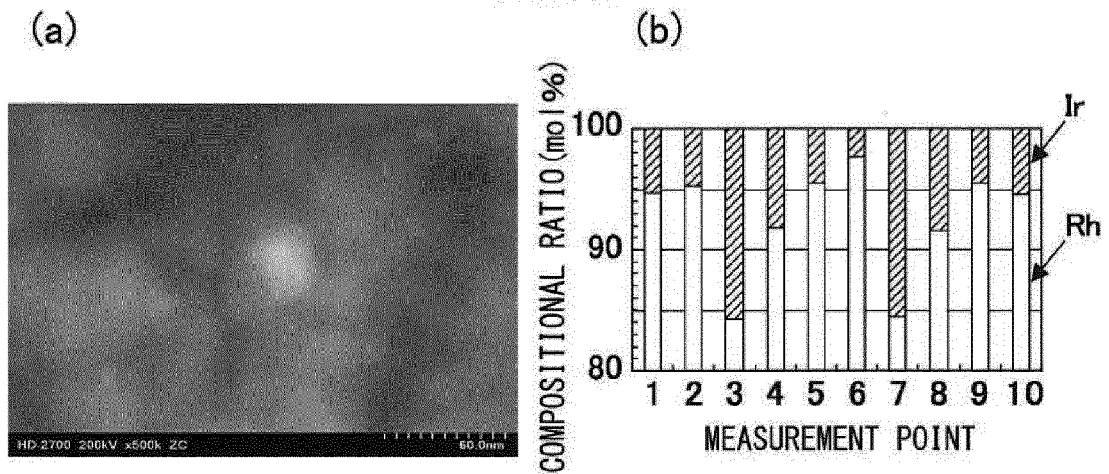 (a)
HD-2700 200kV x500k ZC
60.0nm
(b)
COMPOSITIONAL RATIO(mol%)
100
90
80
Ir
Rh
1 2 3 4 5 6 7 8 9 10
MEASUREMENT POINT